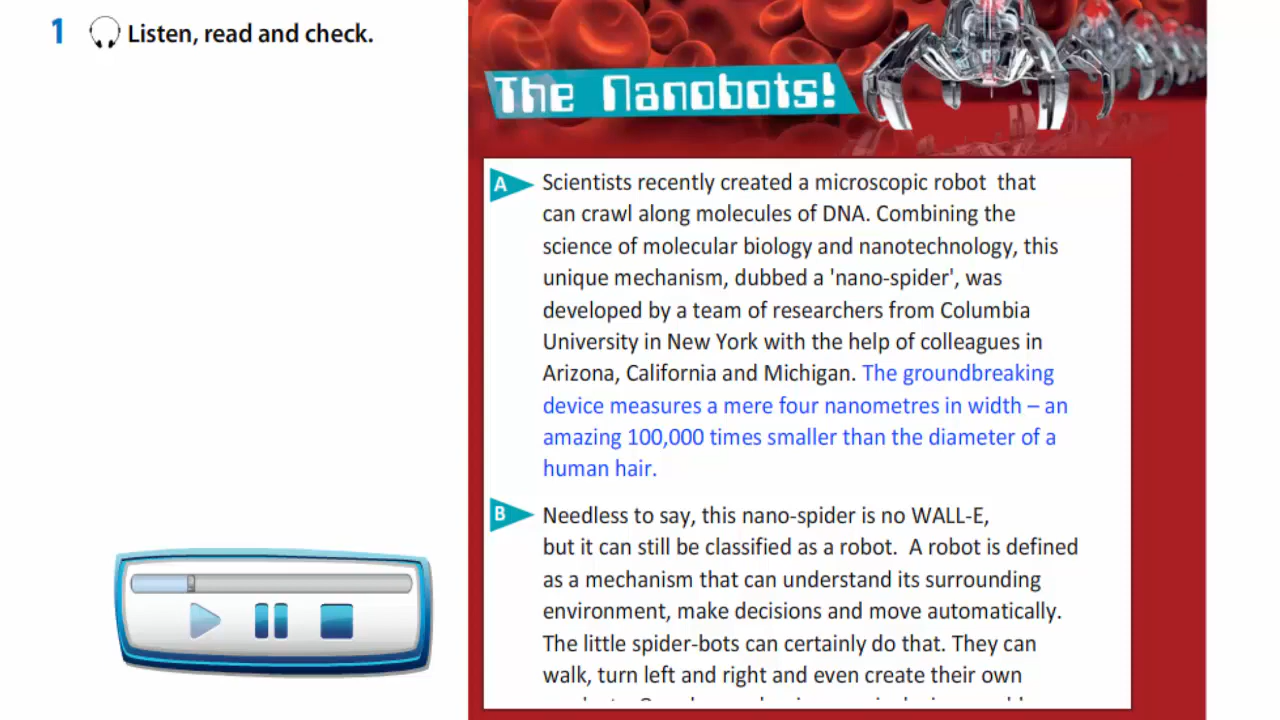 1 Listen, read and check.
The Nanobots!
A Scientists recently created a microscopic robot that
can crawl along molecules of DNA. Combining the
science of molecular biology and nanotechnology, this
unique mechanism, dubbed a 'nano-spider', was
developed by a team of researchers from Columbia
University in New York with the help of colleagues in
Arizona, California and Michigan. The groundbreaking
device measures a mere four nanometres in width – an
amazing 100,000 times smaller than the diameter of a
human hair.
B Needless to say, this nano-spider is no WALL-E,
but it can still be classified as a robot. A robot is defined
as a mechanism that can understand its surrounding
environment, make decisions and move automatically.
The little spider-bots can certainly do that. They can
walk, turn left and right and even create their own